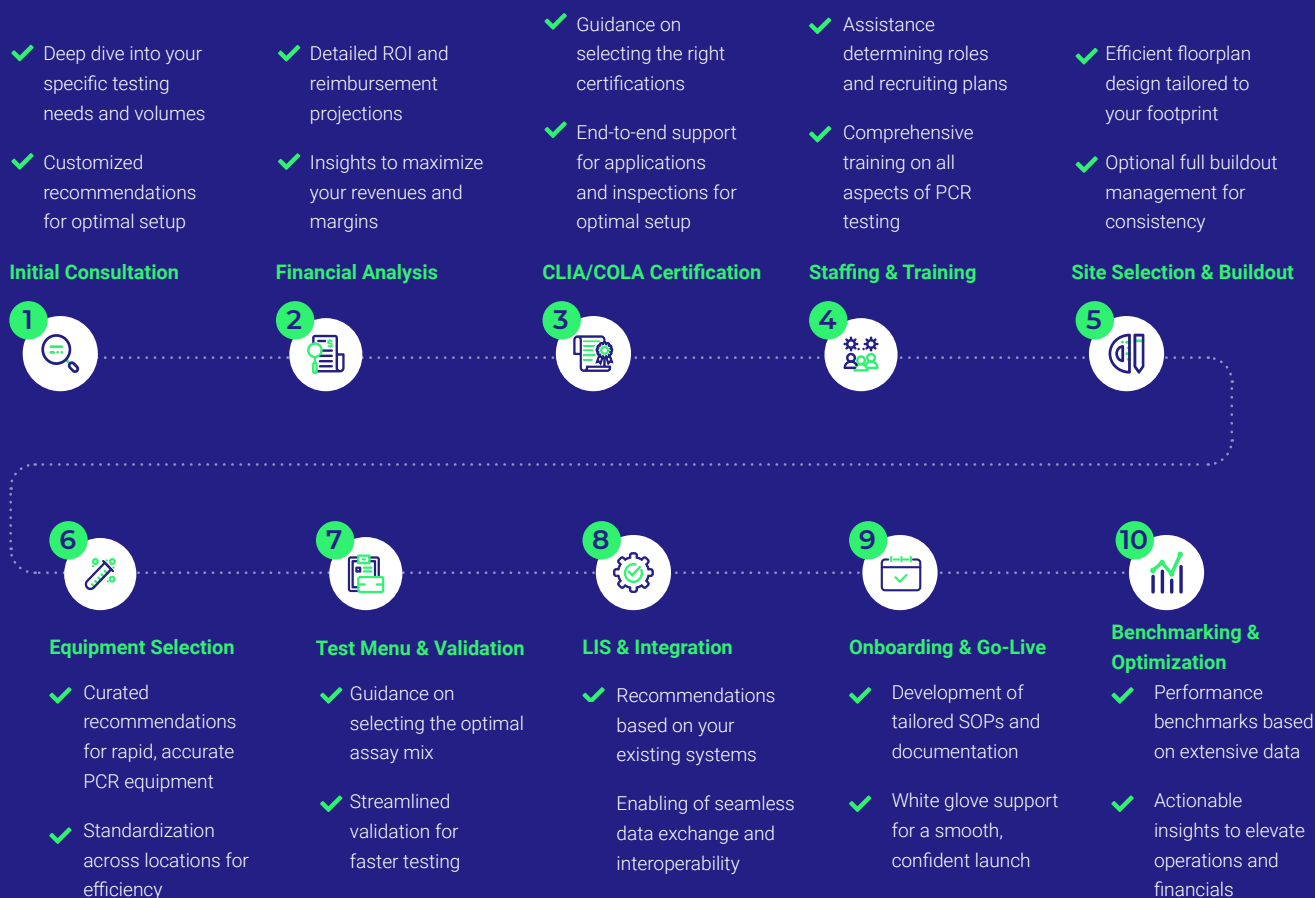 Deep dive into your
specific testing
needs and volumes
Customized
recommendations
for optimal setup
Initial Consultation
1
Detailed ROI and
reimbursement
projections
Insights to maximize
your revenues and
margins
Financial Analysis
2
Guidance on
selecting the right
certifications
End-to-end support
for applications
and inspections for
optimal setup
CLIA/COLA Certification
3
Assistance
determining roles
and recruiting plans
Comprehensive
training on all
aspects of PCR
testing
Staffing & Training
4
Efficient floorplan
design tailored to
your footprint
Optional full buildout
management for
consistency
Site Selection & Buildout
5
6
Equipment Selection
Curated
recommendations
for rapid, accurate
PCR equipment
Standardization
across locations for
efficiency
7
Test Menu & Validation
Guidance on
selecting the optimal
assay mix
Streamlined
validation for
faster testing
8
LIS & Integration
Recommendations
based on your
existing systems
Enabling of seamless
data exchange and
interoperability
9
Onboarding & Go-Live
Development of
tailored SOPs and
documentation
White glove support
for a smooth,
confident launch
10
Benchmarking &
Optimization
Performance
benchmarks based
on extensive data
Actionable
insights to elevate
operations and
financials